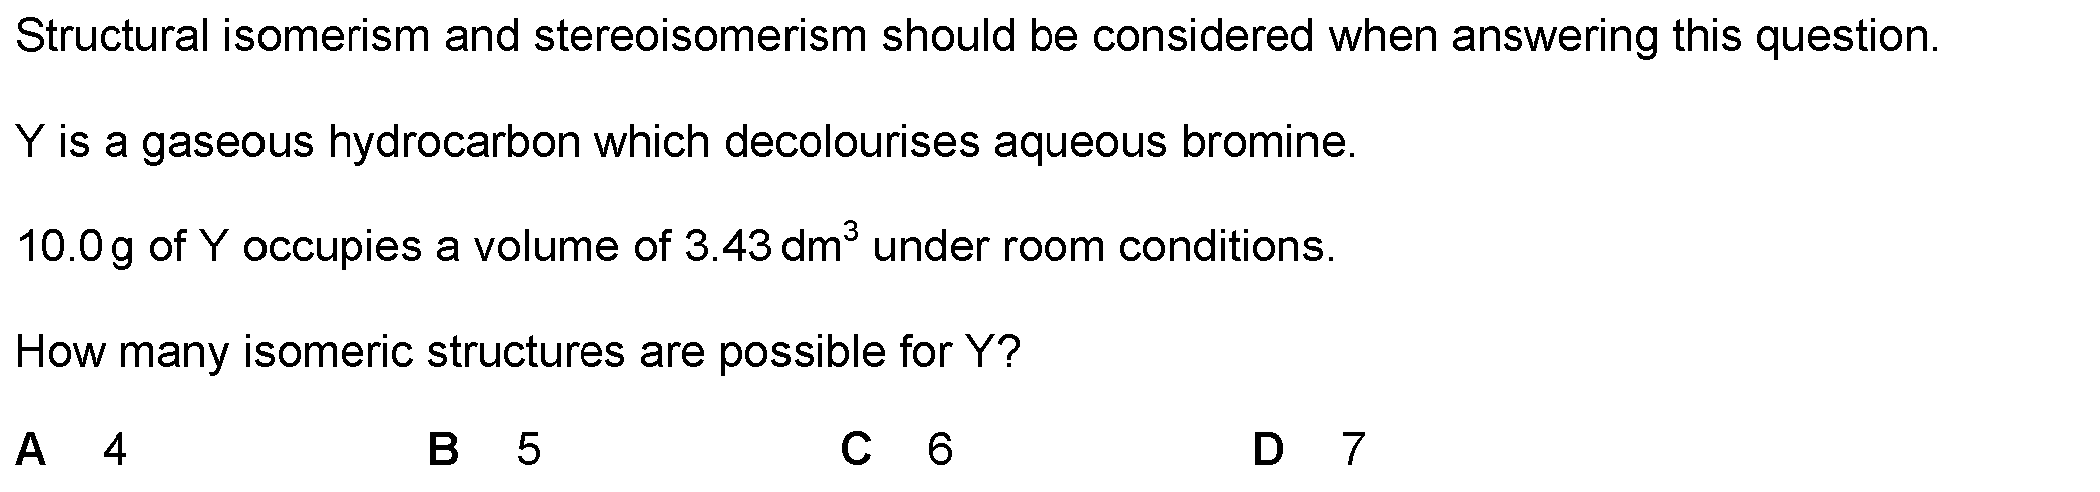 Structural isomerism and stereoisomerism should be considered when answering this question.
Y is a gaseous hydrocarbon which decolourises aqueous bromine.
10.0 g of Y occupies a volume of 3.43 dm³ under room conditions.
How many isomeric structures are possible for Y?
A 4 B 5 C 6 D 7